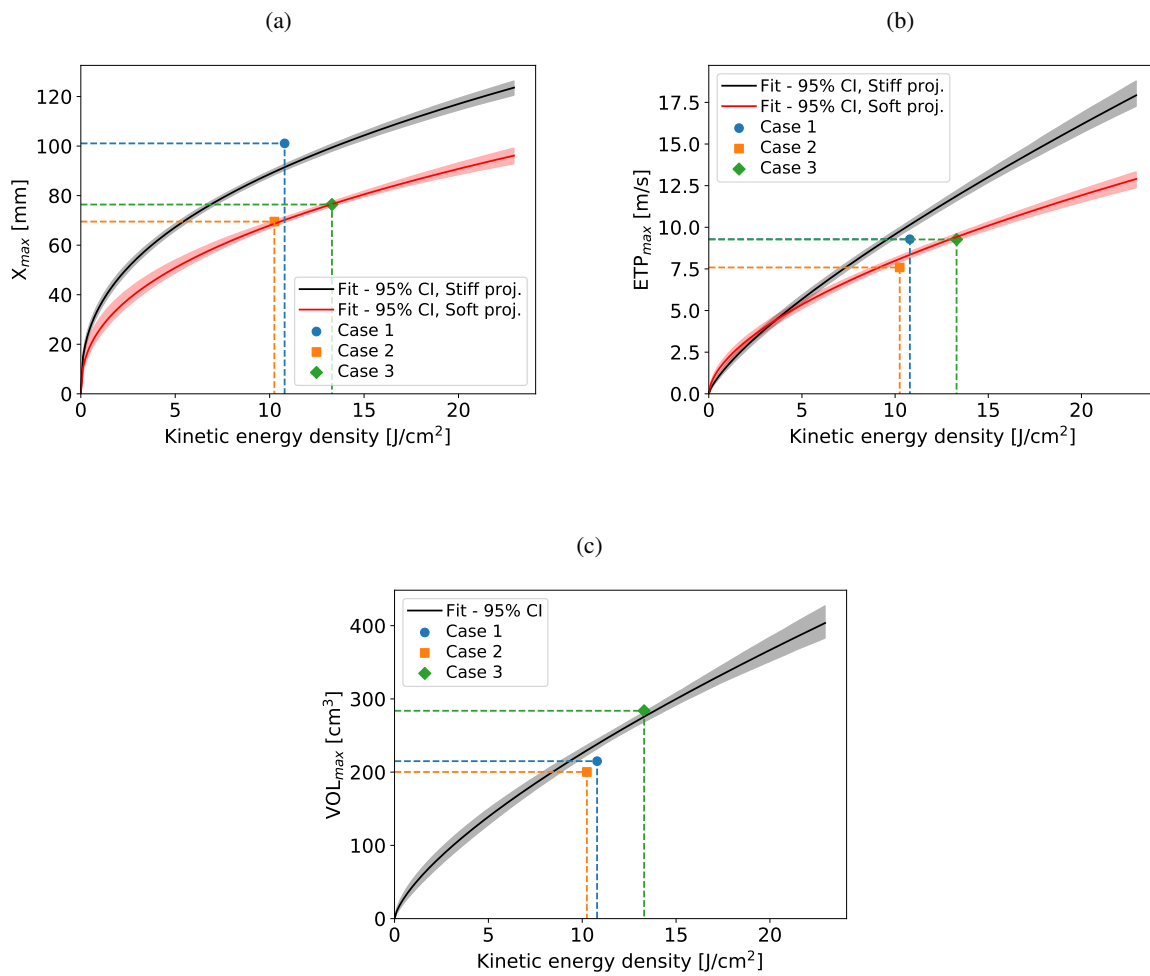 (a)
120
100
80
60
40
20
0
X_max [mm]
0 5 10 15 20
Kinetic energy density [J/cm²]
Fit - 95% CI, Stiff proj.
Fit - 95% CI, Soft proj.
Case 1
Case 2
Case 3
(b)
17.5
15.0
12.5
10.0
7.5
5.0
2.5
0.0
ETP_max [m/s]
0 5 10 15 20
Kinetic energy density [J/cm²]
Fit - 95% CI, Stiff proj.
Fit - 95% CI, Soft proj.
Case 1
Case 2
Case 3
(c)
400
300
200
100
0
VOL_max [cm³]
0 5 10 15 20
Kinetic energy density [J/cm²]
Fit - 95% CI
Case 1
Case 2
Case 3